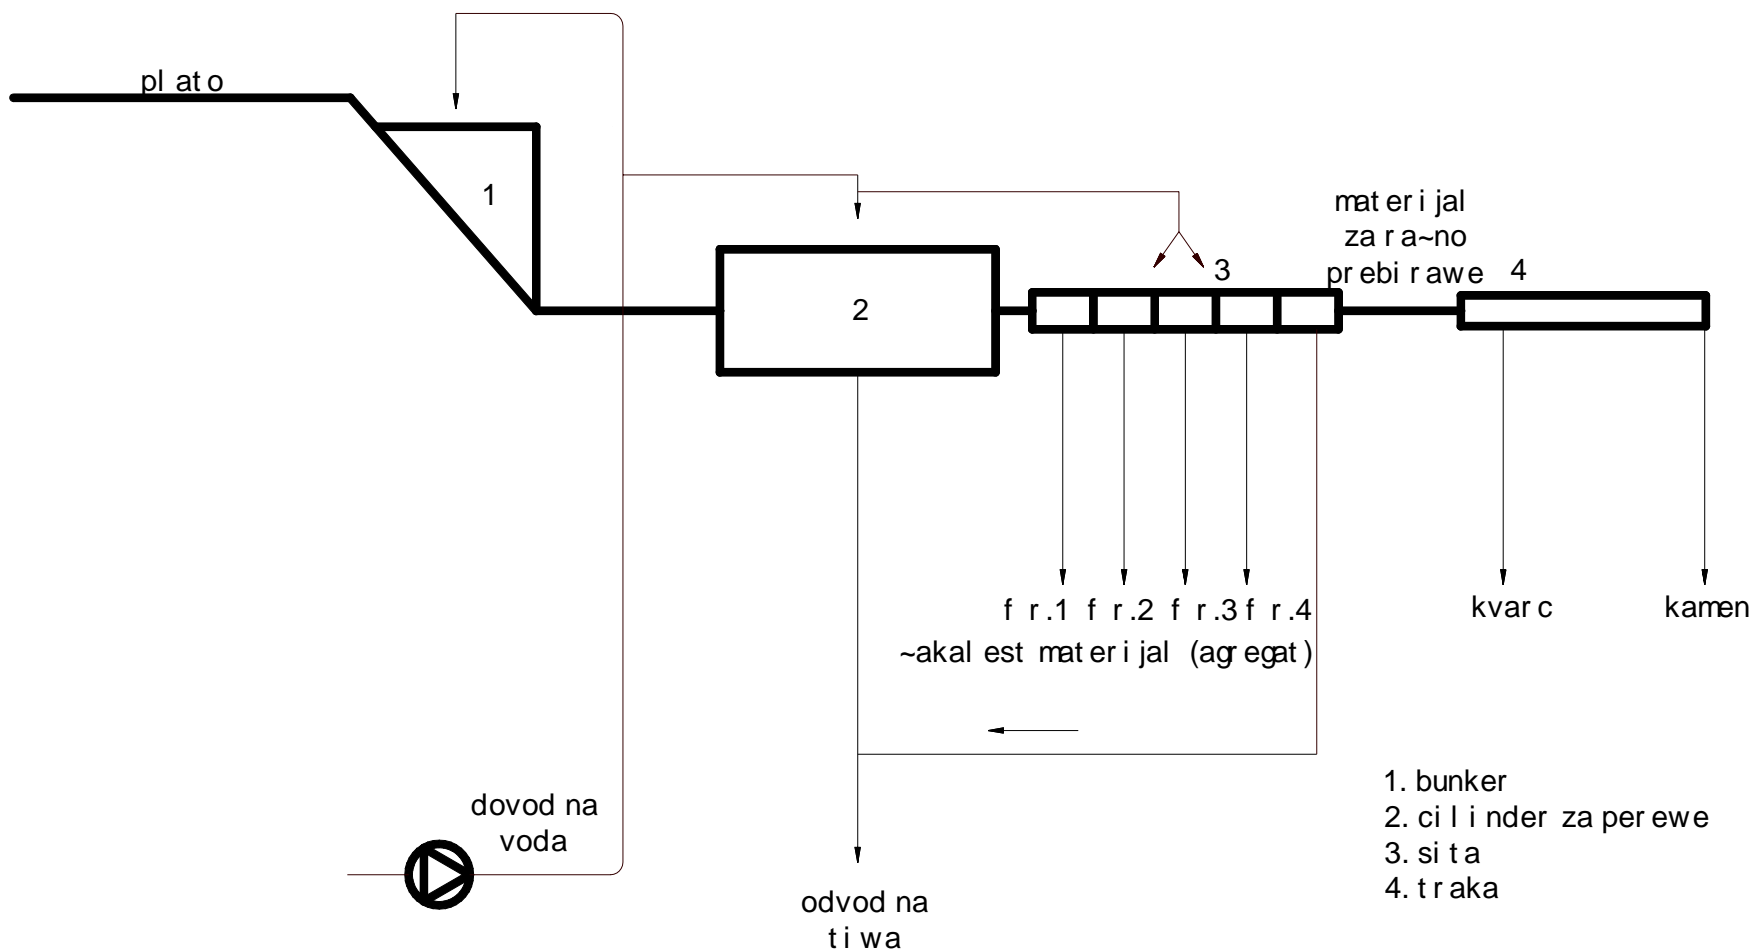 plato
1
2
3
materijal
za ra~no
prebirawe
4
fr.1 fr.2 fr.3 fr.4
~akalest materijal (agregat)
kvarc
kamen
dovod na
voda
odvod na
tiwa
1. bunker
2. cilinder za perewe
3. sita
4. traka